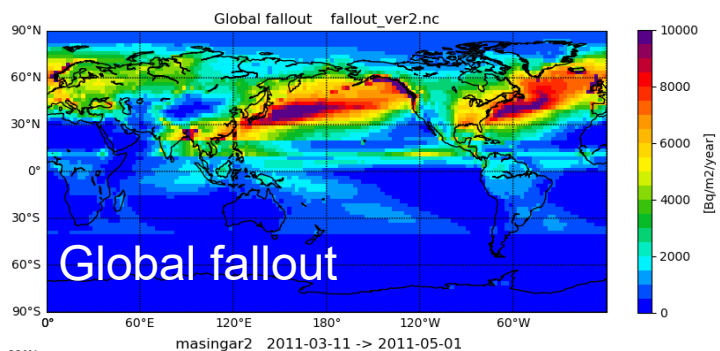 Global fallout fallout_ver2.nc
90°N
60°N
30°N
0°
30°S
60°S
90°S
Global fallout
0°
60°E
120°E
180°
120°W
60°W
10000
8000
6000
4000
2000
0
[Bq/m2/year]
masingar2 2011-03-11 -> 2011-05-01